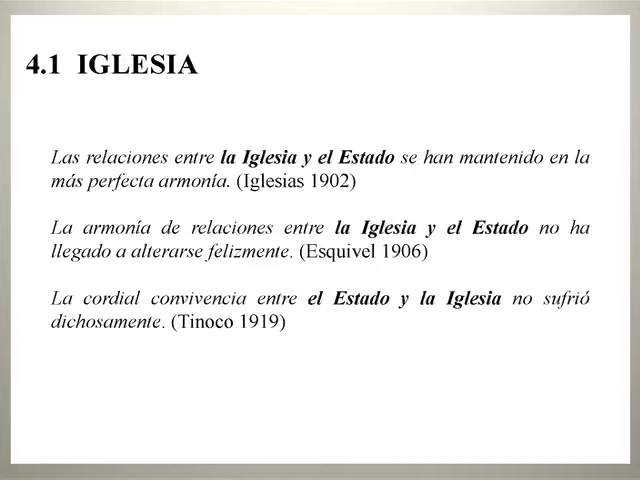 4.1 IGLESIA
Las relaciones entre la Iglesia y el Estado se han mantenido en la
más perfecta armonía. (Iglesias 1902)
La armonía de relaciones entre la Iglesia y el Estado no ha
llegado a alterarse felizmente. (Esquivel 1906)
La cordial convivencia entre el Estado y la Iglesia no sufrió
dichosamente. (Tinoco 1919)